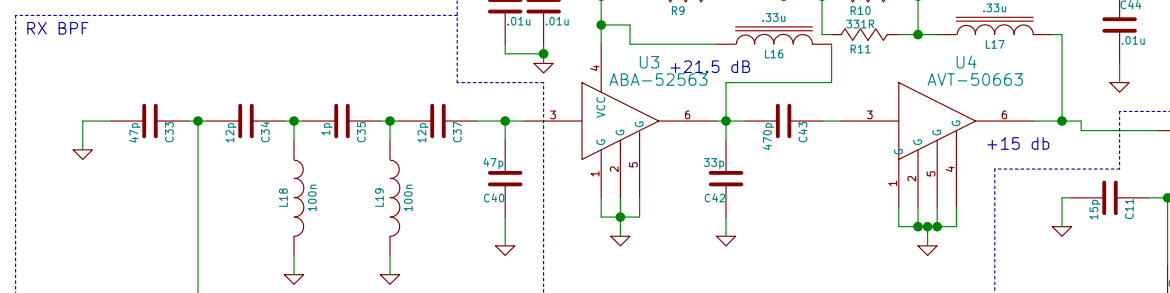 RX BPF
.01u
.01u
R9
.33u
L16
R10
331R
R11
.33u
L17
C44
.01u
U3
+21.5 dB
ABA-52563
U4
AVT-50663
4
VCC
47p
C33
12p
C34
1p
C35
12p
C37
3
G
G
G
6
470p
C43
3
G
G
G
G
6
+15 db
47p
C40
1
2
5
33p
C42
1
2
5
4
L18
100n
L19
100n
15p
C11